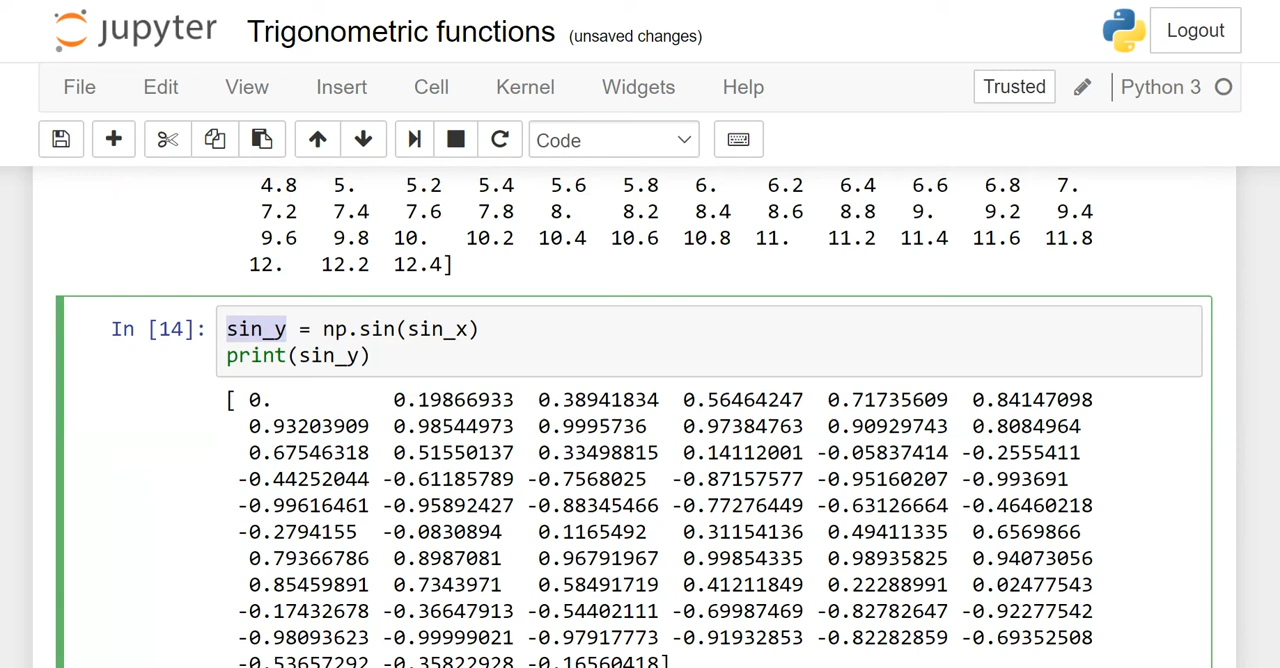 jupyter Trigonometric functions (unsaved changes) Logout
File Edit View Insert Cell Kernel Widgets Help Trusted Python 3
Code
4.8 5. 5.2 5.4 5.6 5.8 6. 6.2 6.4 6.6 6.8 7.
7.2 7.4 7.6 7.8 8. 8.2 8.4 8.6 8.8 9. 9.2 9.4
9.6 9.8 10. 10.2 10.4 10.6 10.8 11. 11.2 11.4 11.6 11.8
12. 12.2 12.4]
In [14]: sin_y = np.sin(sin_x)
print(sin_y)
[ 0. 0.19866933 0.38941834 0.56464247 0.71735609 0.84147098
0.93203909 0.98544973 0.9995736 0.97384763 0.90929743 0.8084964
0.67546318 0.51550137 0.33498815 0.14112001 -0.05837414 -0.2555411
-0.44252044 -0.61185789 -0.7568025 -0.87157577 -0.95160207 -0.993691
-0.99616461 -0.95892427 -0.88345466 -0.77276449 -0.63126664 -0.46460218
-0.2794155 -0.0830894 0.1165492 0.31154136 0.49411335 0.6569866
0.79366786 0.8987081 0.96791967 0.99854335 0.98935825 0.94073056
0.85459891 0.7343971 0.58491719 0.41211849 0.22288991 0.02477543
-0.17432678 -0.36647913 -0.54402111 -0.69987469 -0.82782647 -0.92277542
-0.98093623 -0.99999021 -0.97917773 -0.91932853 -0.82282859 -0.69352508
-0.53657292 -0.35822928 -0.16560418]